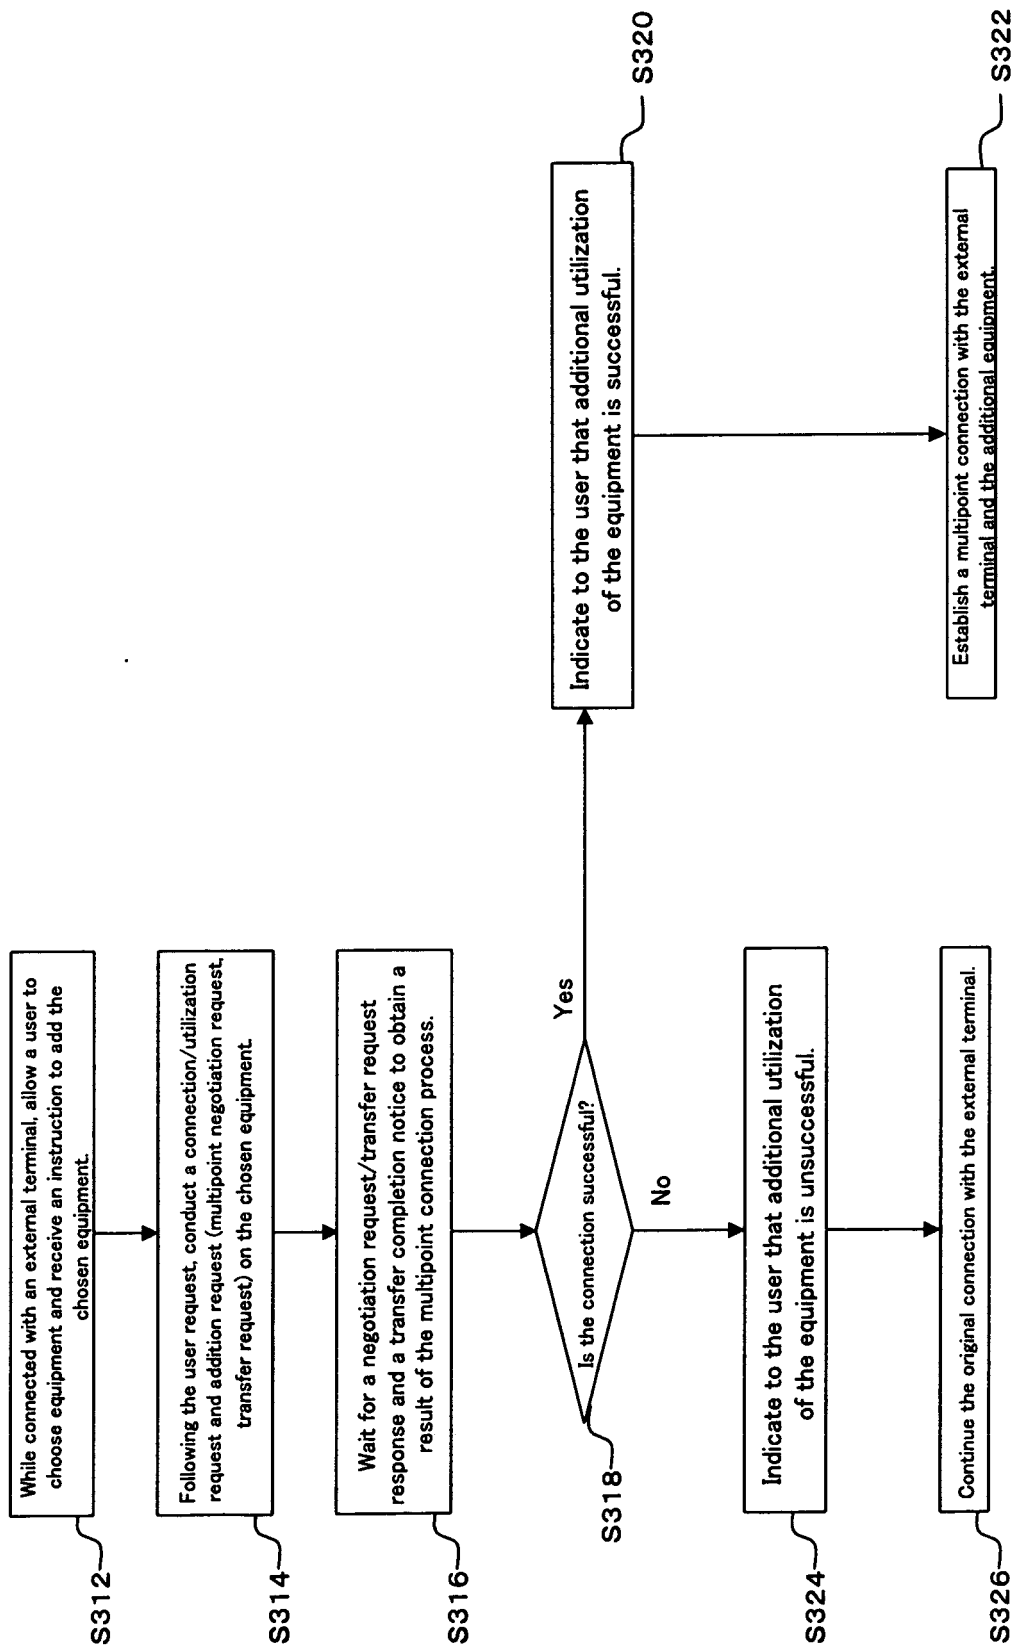 While connected with an external terminal, allow a user to
choose equipment and receive an instruction to add the
chosen equipment.
S312
Following the user request, conduct a connection/utilization
request and addition request (multipoint negotiation request,
transfer request) on the chosen equipment.
S314
Wait for a negotiation request/transfer request
response and a transfer completion notice to obtain a
result of the multipoint connection process.
S316
Is the connection successful?
S318
Yes
No
Indicate to the user that additional utilization
of the equipment is successful.
S320
Establish a multipoint connection with the external
terminal and the additional equipment.
S322
Indicate to the user that additional utilization
of the equipment is unsuccessful.
S324
Continue the original connection with the external terminal.
S326